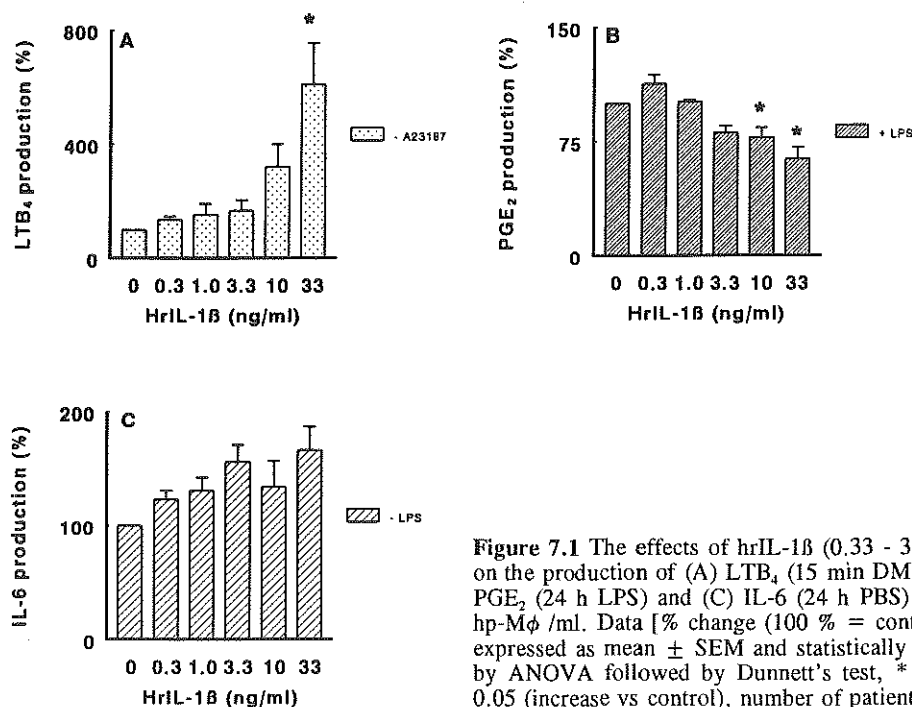 A
LTB₄ production (%)
800
400
0
*
0 0.3 1.0 3.3 10 33
HrIL-1ß (ng/ml)
- A23187
B
PGE₂ production (%)
150
75
0
* *
0 0.3 1.0 3.3 10 33
HrIL-1ß (ng/ml)
+ LPS
C
IL-6 production (%)
200
100
0
0 0.3 1.0 3.3 10 33
HrIL-1ß (ng/ml)
- LPS
Figure 7.1 The effects of hrIL-1ß (0.33 - 3
on the production of (A) LTB₄ (15 min DM
PGE₂ (24 h LPS) and (C) IL-6 (24 h PBS)
hp-Mϕ /ml. Data [% change (100 % = cont
expressed as mean ± SEM and statistically
by ANOVA followed by Dunnett's test, *
0.05 (increase vs control), number of patient